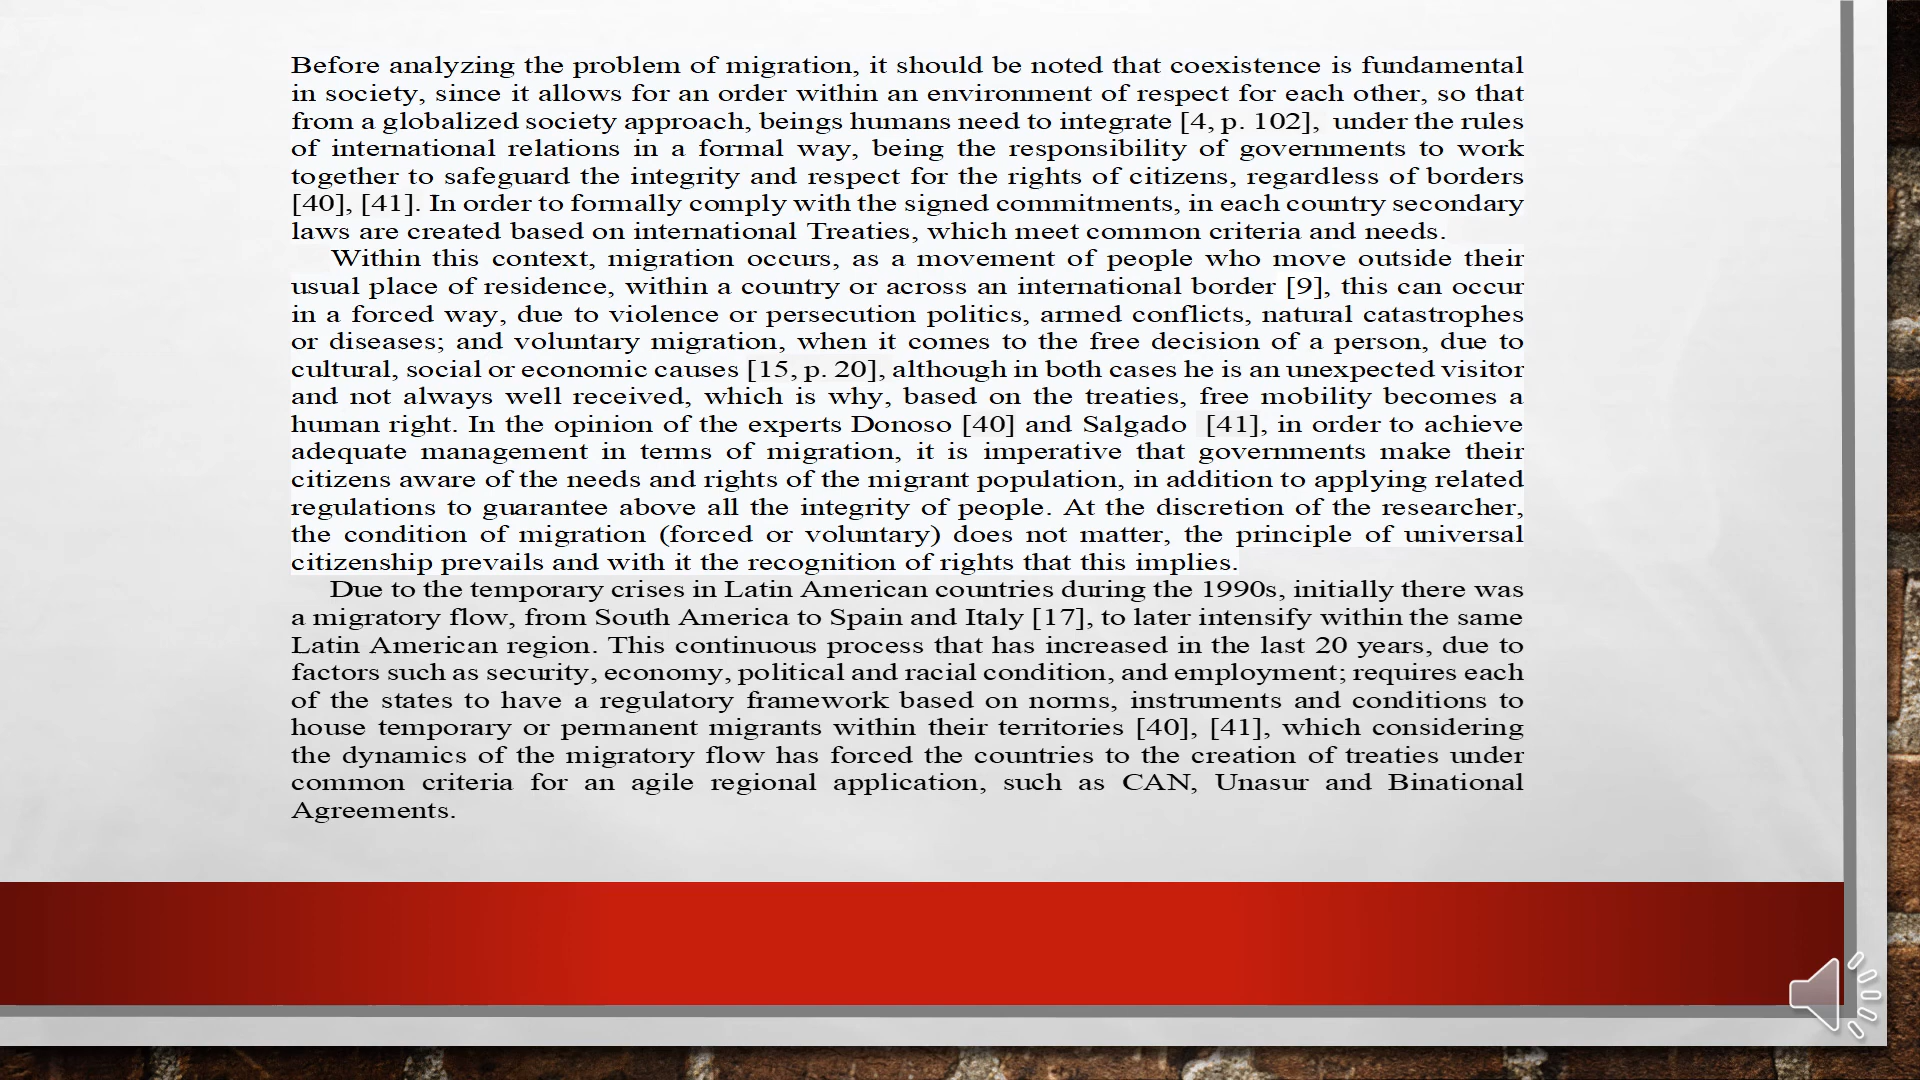 Before analyzing the problem of migration, it should be noted that coexistence is fundamental
in society, since it allows for an order within an environment of respect for each other, so that
from a globalized society approach, beings humans need to integrate [4, p. 102], under the rules
of international relations in a formal way, being the responsibility of governments to work
together to safeguard the integrity and respect for the rights of citizens, regardless of borders
[40], [41]. In order to formally comply with the signed commitments, in each country secondary
laws are created based on international Treaties, which meet common criteria and needs.
Within this context, migration occurs, as a movement of people who move outside their
usual place of residence, within a country or across an international border [9], this can occur
in a forced way, due to violence or persecution politics, armed conflicts, natural catastrophes
or diseases; and voluntary migration, when it comes to the free decision of a person, due to
cultural, social or economic causes [15, p. 20], although in both cases he is an unexpected visitor
and not always well received, which is why, based on the treaties, free mobility becomes a
human right. In the opinion of the experts Donoso [40] and Salgado [41], in order to achieve
adequate management in terms of migration, it is imperative that governments make their
citizens aware of the needs and rights of the migrant population, in addition to applying related
regulations to guarantee above all the integrity of people. At the discretion of the researcher,
the condition of migration (forced or voluntary) does not matter, the principle of universal
citizenship prevails and with it the recognition of rights that this implies.
Due to the temporary crises in Latin American countries during the 1990s, initially there was
a migratory flow, from South America to Spain and Italy [17], to later intensify within the same
Latin American region. This continuous process that has increased in the last 20 years, due to
factors such as security, economy, political and racial condition, and employment; requires each
of the states to have a regulatory framework based on norms, instruments and conditions to
house temporary or permanent migrants within their territories [40], [41], which considering
the dynamics of the migratory flow has forced the countries to the creation of treaties under
common criteria for an agile regional application, such as CAN, Unasur and Binational
Agreements.